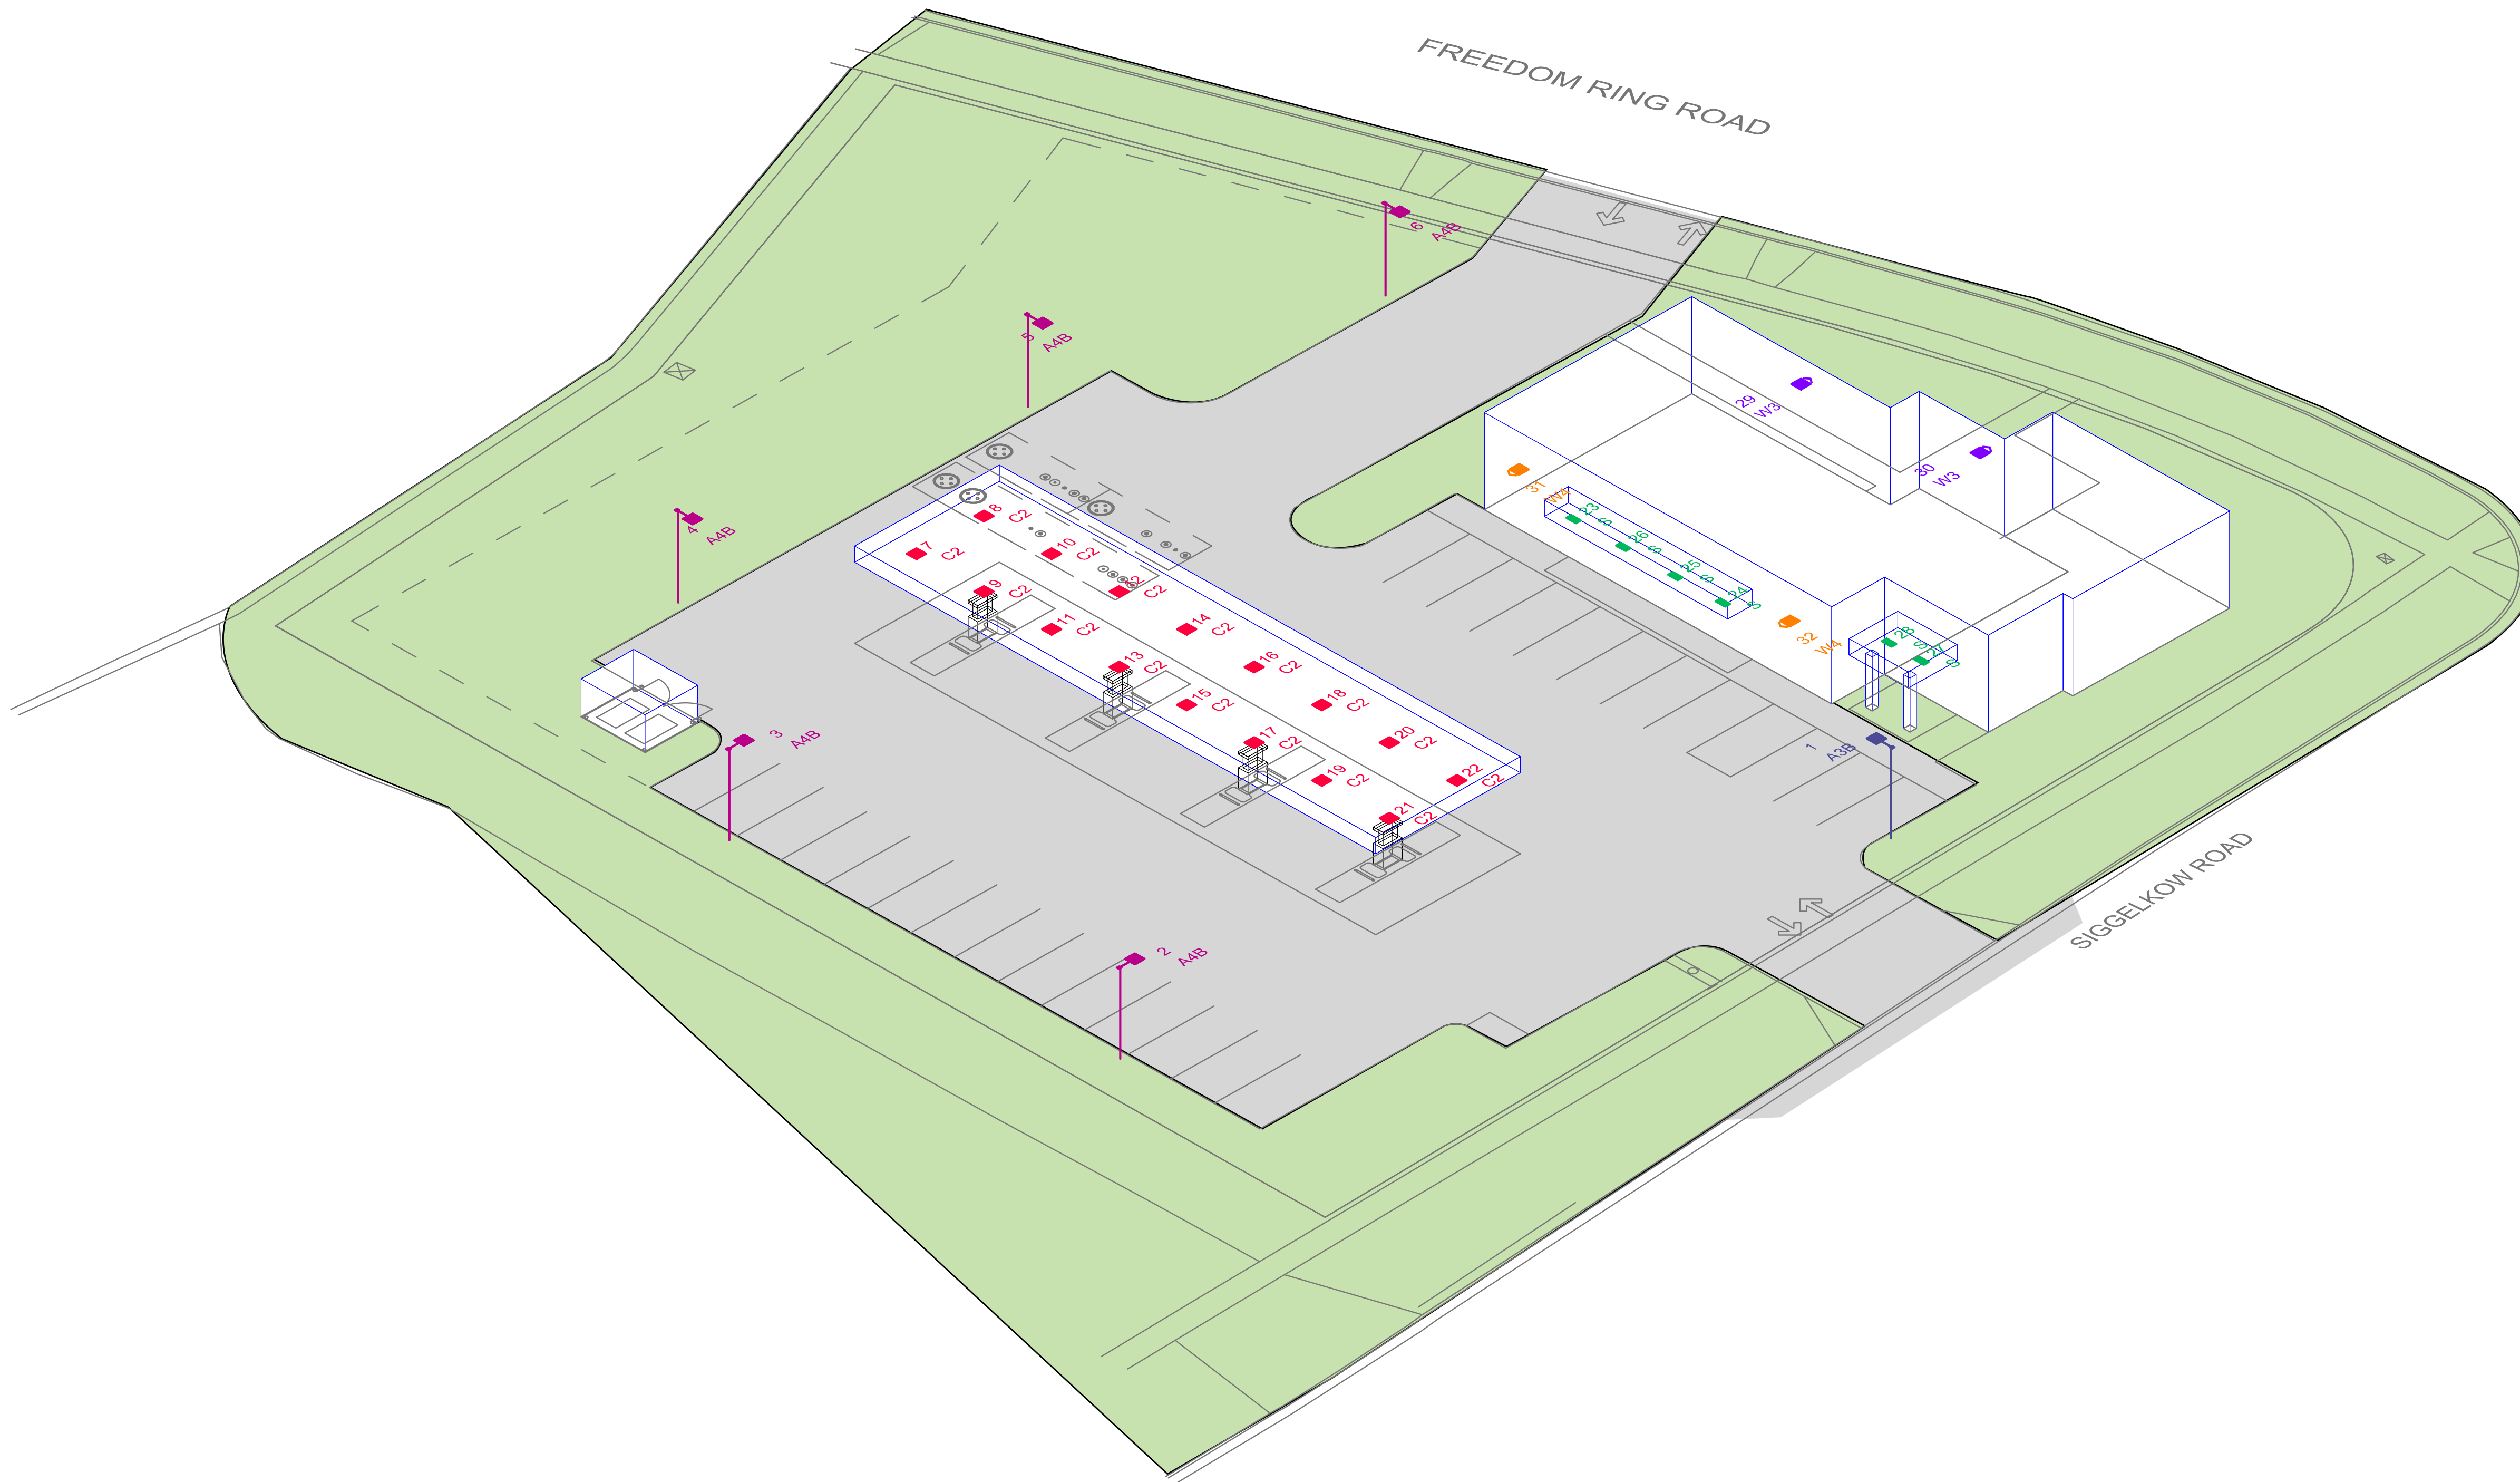 FREEDOM RING ROAD
6
A4B
5
A4B
29
W3
30
W3
31
W4
8
C2
23
S
4
A4B
26
S
7
C2
10
C2
25
S
9
C2
12
C2
24
S
11
C2
14
C2
32
W4
28
S
27
S
13
C2
16
C2
3
A4B
15
C2
18
C2
1
A3B
17
C2
20
C2
19
C2
22
C2
21
C2
SIGGELKOW ROAD
2
A4B